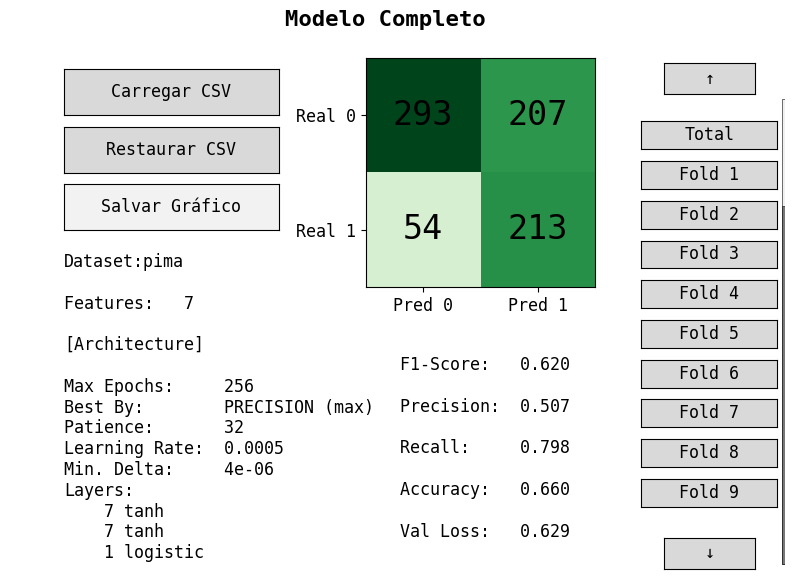 Modelo Completo
Carregar CSV
Restaurar CSV
Salvar Gráfico
Real 0
293 207
Real 1
54 213
Pred 0 Pred 1
Dataset:pima
Features: 7
[Architecture]
Max Epochs: 256
Best By: PRECISION (max)
Patience: 32
Learning Rate: 0.0005
Min. Delta: 4e-06
Layers:
7 tanh
7 tanh
1 logistic
F1-Score: 0.620
Precision: 0.507
Recall: 0.798
Accuracy: 0.660
Val Loss: 0.629
↑
Total
Fold 1
Fold 2
Fold 3
Fold 4
Fold 5
Fold 6
Fold 7
Fold 8
Fold 9
↓